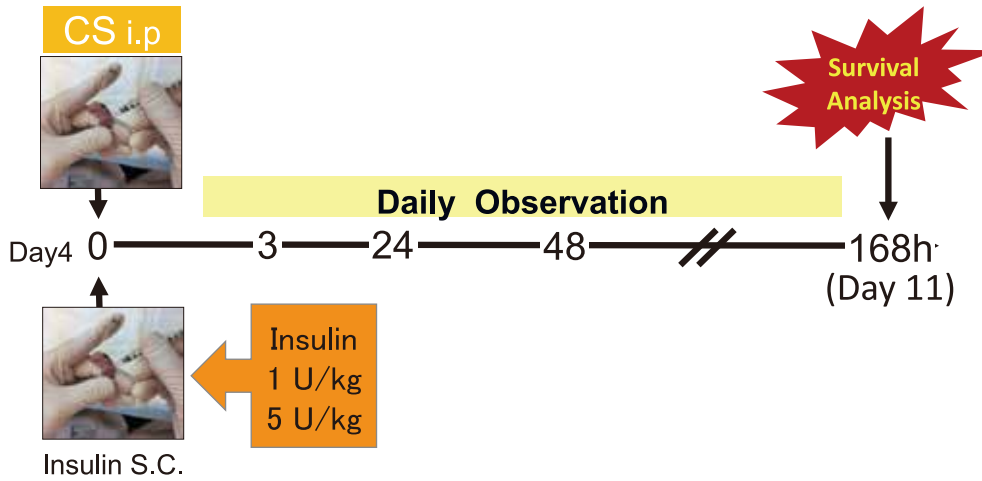 CS i.p
Survival
Analysis
Daily Observation
Day4 0 3 24 48 168h
(Day 11)
Insulin
1 U/kg
5 U/kg
Insulin S.C.